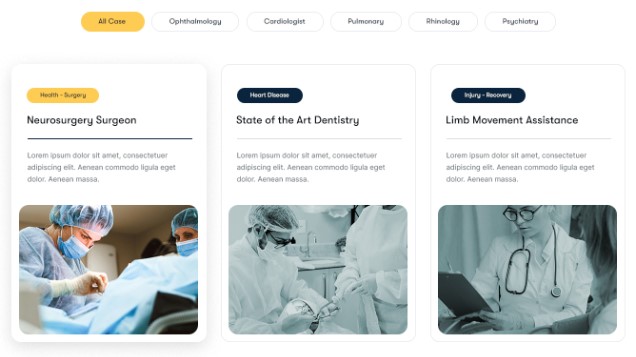 All Case
Ophthalmology
Cardiologist
Pulmonary
Rhinology
Psychiatry
Health - Surgery
Neurosurgery Surgeon
Lorem ipsum dolor sit amet, consectetuer
adipiscing elit. Aenean commodo ligula eget
dolor. Aenean massa.
Heart Disease
State of the Art Dentistry
Lorem ipsum dolor sit amet, consectetuer
adipiscing elit. Aenean commodo ligula eget
dolor. Aenean massa.
Injury - Recovery
Limb Movement Assistance
Lorem ipsum dolor sit amet, consectetuer
adipiscing elit. Aenean commodo ligula eget
dolor. Aenean massa.